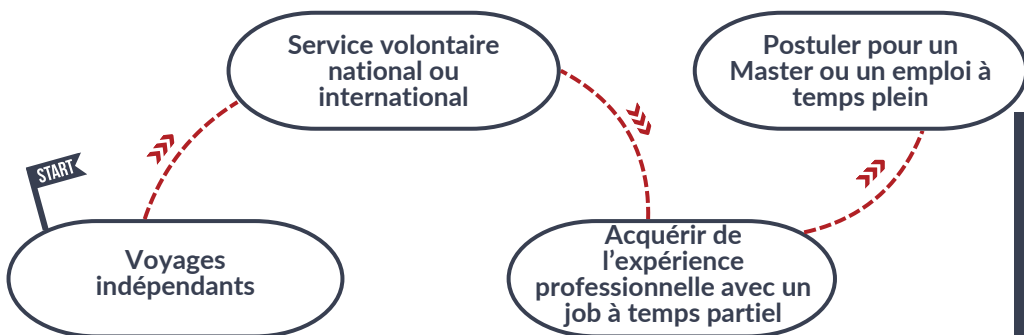 START
Voyages
indépendants
Service volontaire
national ou
international
Acquérir de
l'expérience
professionnelle avec un
job à temps partiel
Postuler pour un
Master ou un emploi à
temps plein